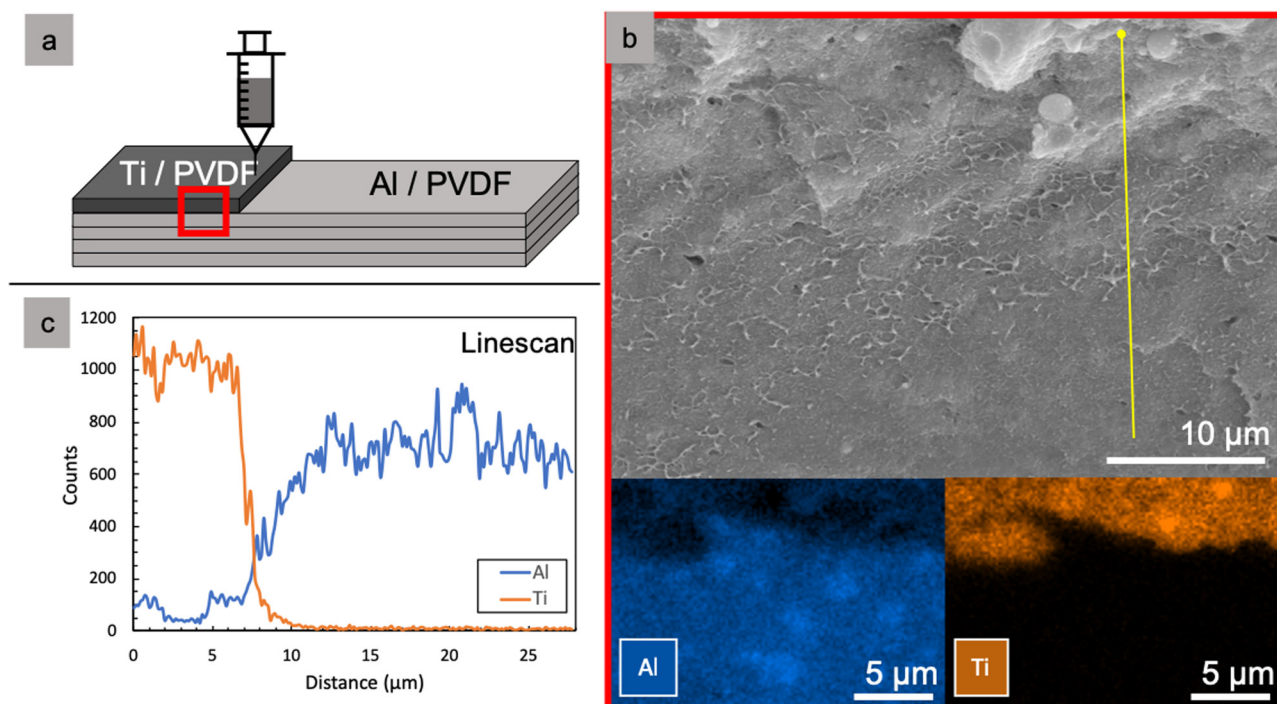 a
Ti / PVDF
Al / PVDF
b
10 µm
Al
5 µm
Ti
5 µm
c
Linescan
1200
1000
800
600
400
200
0
Counts
Al
Ti
0 5 10 15 20 25
Distance (µm)